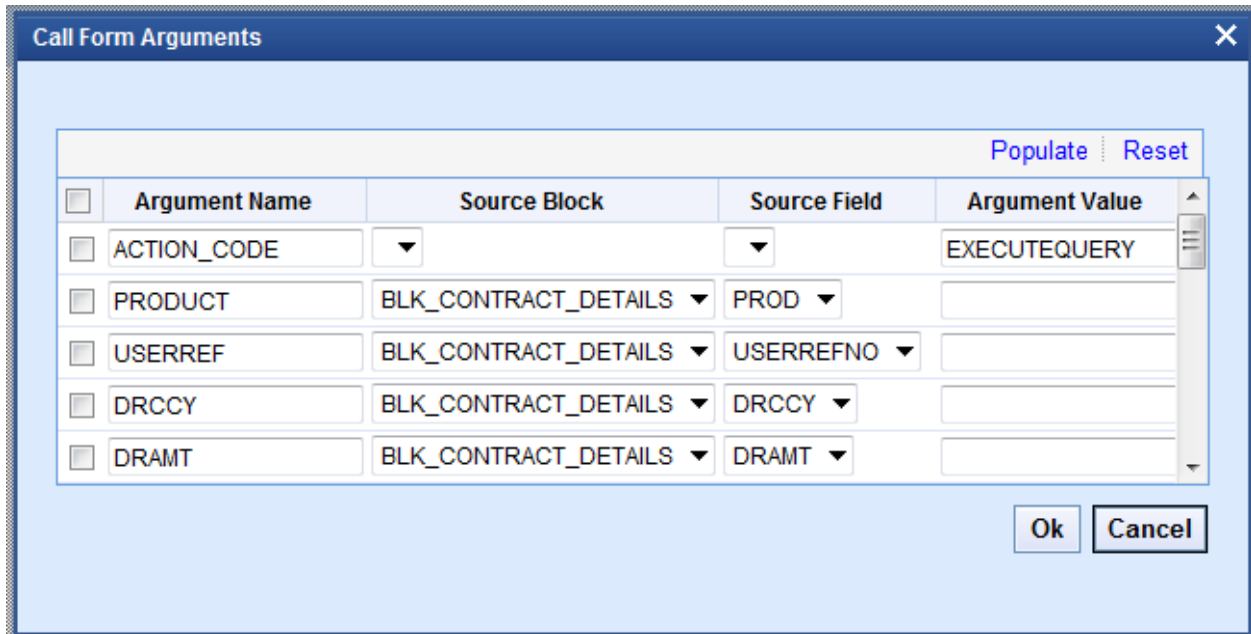 Call Form Arguments
Populate Reset
Argument Name Source Block Source Field Argument Value
ACTION_CODE EXECUTEQUERY
PRODUCT BLK_CONTRACT_DETAILS PROD
USERREF BLK_CONTRACT_DETAILS USERREFNO
DRCCY BLK_CONTRACT_DETAILS DRCCY
DRAMT BLK_CONTRACT_DETAILS DRAMT
Ok Cancel